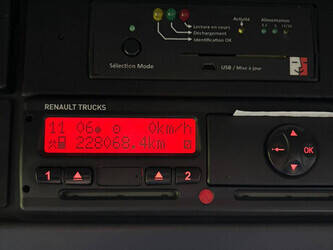 Lecture en cours
Déchargement
Identification OK
Activité
Alimentation
Sélection Mode
USB / Mise à jour
RENAULT TRUCKS
11 06 0km/h
228068.4km
1 2
OK